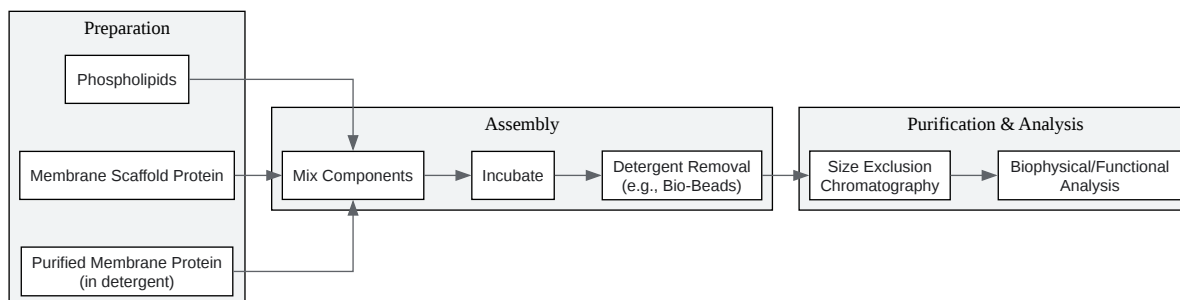 Preparation
Phospholipids
Membrane Scaffold Protein
Purified Membrane Protein
(in detergent)
Assembly
Mix Components
Incubate
Detergent Removal
(e.g., Bio-Beads)
Purification & Analysis
Size Exclusion
Chromatography
Biophysical/Functional
Analysis